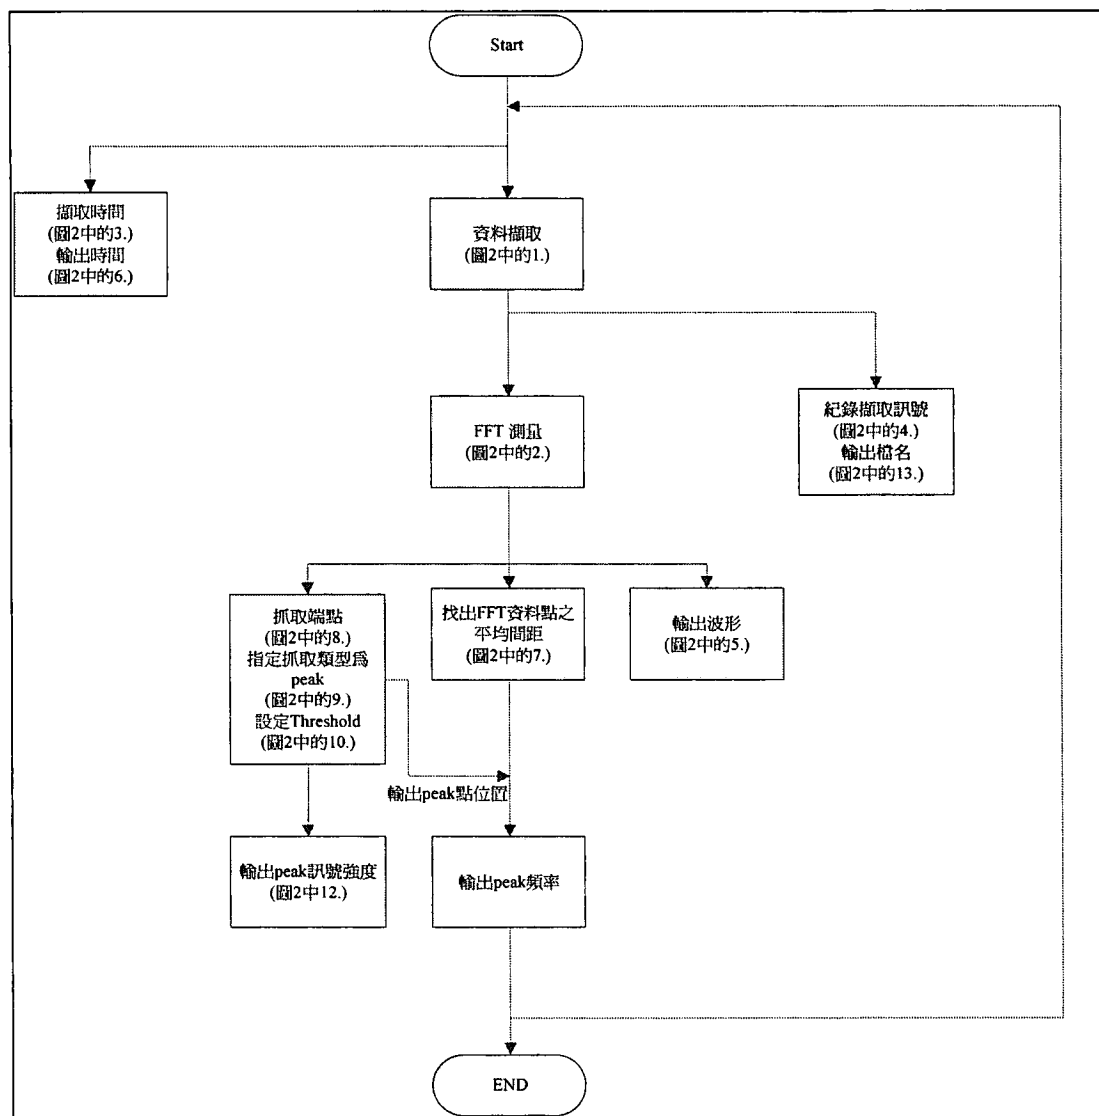 Start
擷取時間
(圖2中的3.)
輸出時間
(圖2中的6.)
資料擷取
(圖2中的1.)
FFT 測量
(圖2中的2.)
紀錄擷取訊號
(圖2中的4.)
輸出檔名
(圖2中的13.)
抓取端點
(圖2中的8.)
指定抓取類型為
peak
(圖2中的9.)
設定Threshold
(圖2中的10.)
找出FFT資料點之
平均間距
(圖2中的7.)
輸出波形
(圖2中的5.)
輸出peak點位置
輸出peak訊號強度
(圖2中12.)
輸出peak頻率
END